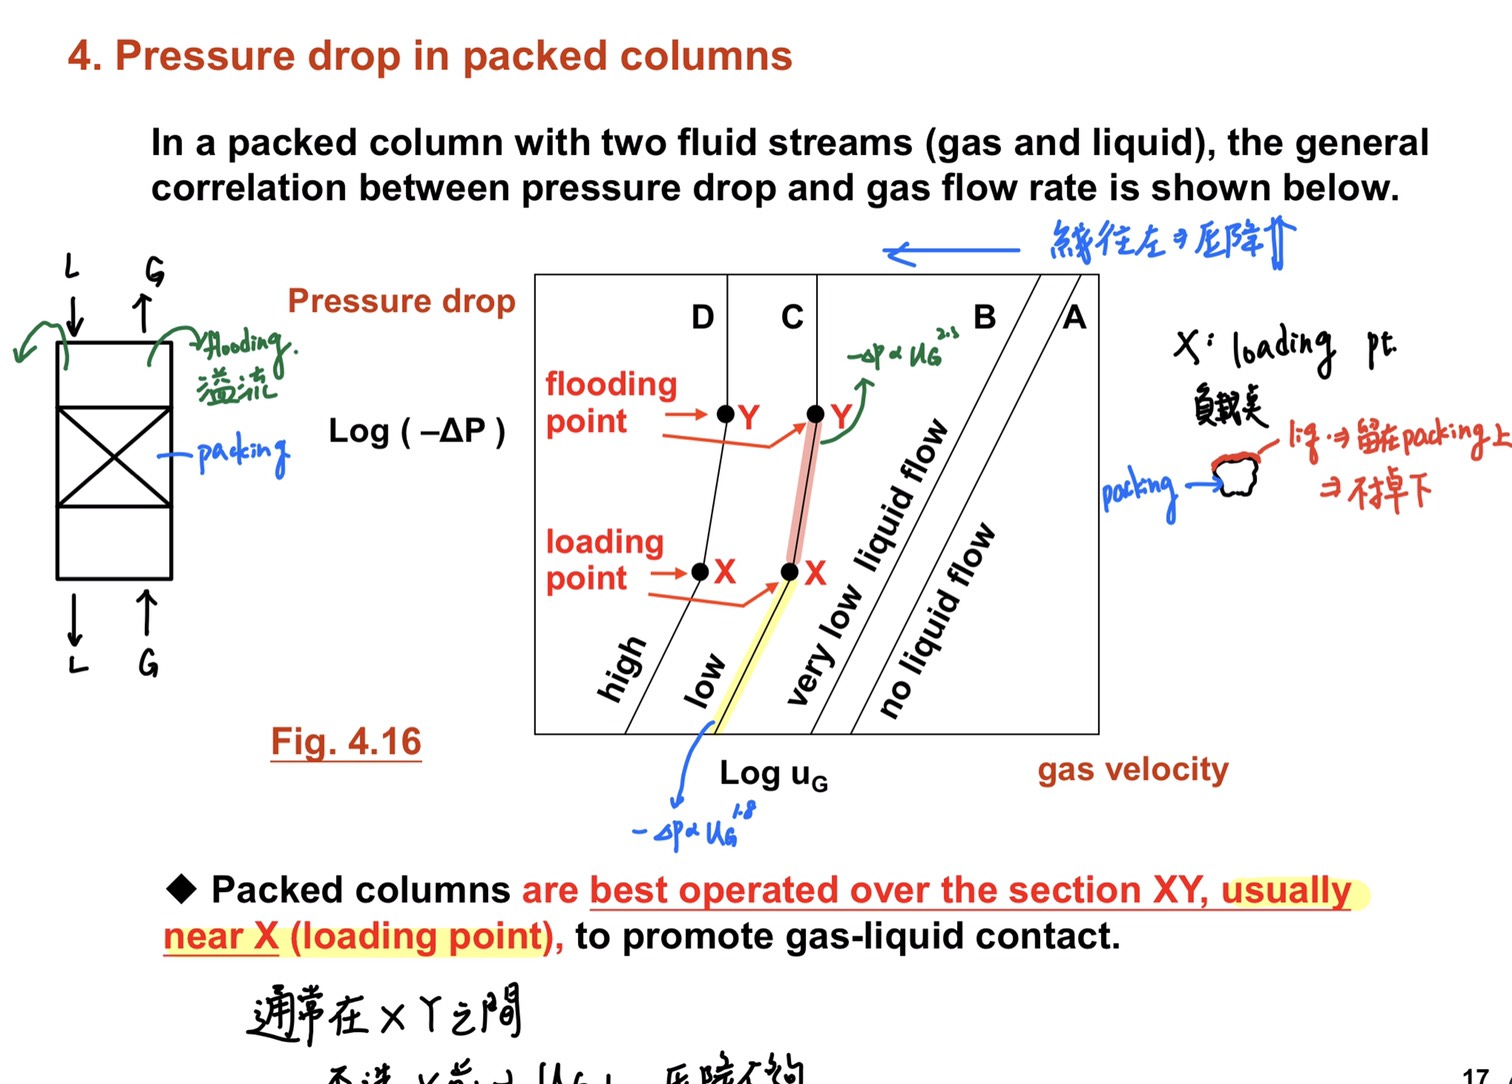 4. Pressure drop in packed columns
In a packed column with two fluid streams (gas and liquid), the general
correlation between pressure drop and gas flow rate is shown below.
線往左⇒壓降⇑
L G
flooding.
溢流
packing
L G
Pressure drop
Log ( –ΔP )
D C B A
-ΔP ∝ UG^2.5
flooding
point
Y Y
loading
point
X X
high
low
very low liquid flow
no liquid flow
X: loading pt.
負載點
liq.⇒留在packing上
⇒不掉下
packing
Fig. 4.16
Log uG
gas velocity
-ΔP ∝ UG^1.8
◆ Packed columns are best operated over the section XY, usually
near X (loading point), to promote gas-liquid contact.
通常在 X Y之間
17